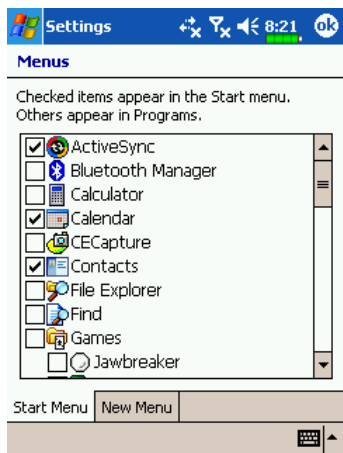 Settings 8:21 ok
Menus
Checked items appear in the Start menu.
Others appear in Programs.
ActiveSync
Bluetooth Manager
Calculator
Calendar
CECapture
Contacts
File Explorer
Find
Games
Jawbreaker
Start Menu New Menu